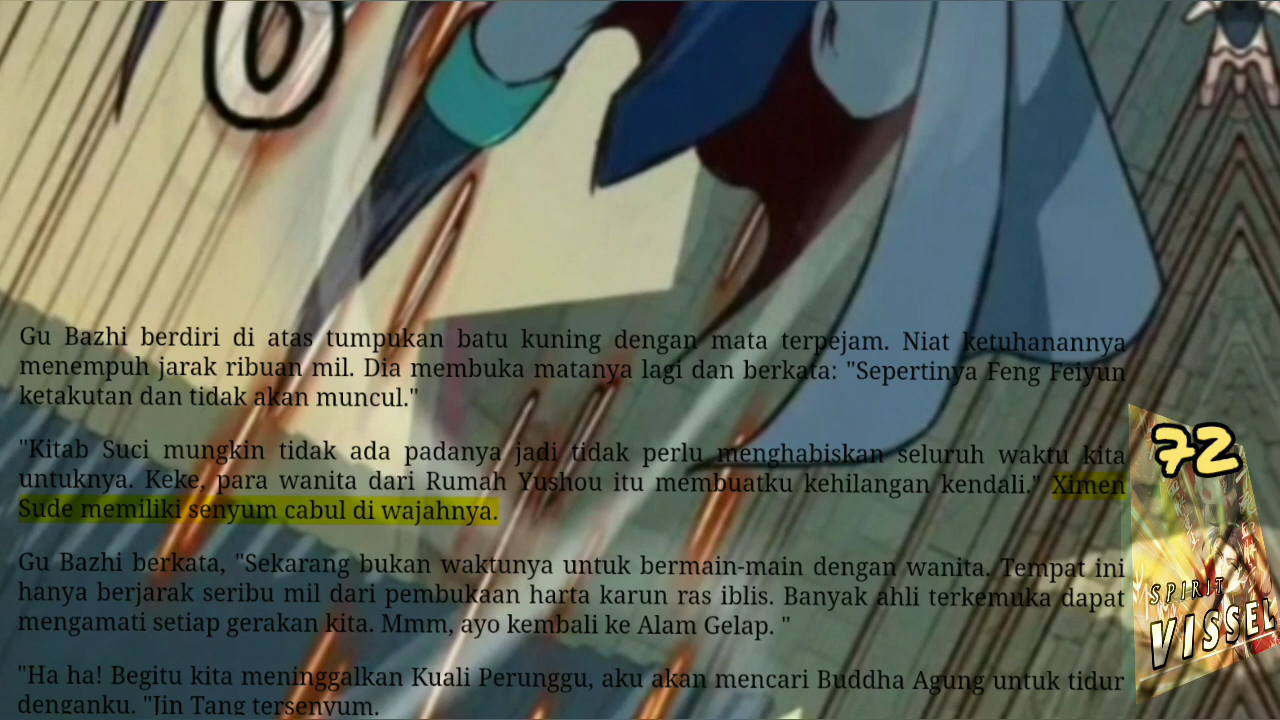 Gu Bazhi berdiri di atas tumpukan batu kuning dengan mata terpejam. Niat ketuhanannya
menempuh jarak ribuan mil. Dia membuka matanya lagi dan berkata: "Sepertinya Feng Feiyun
ketakutan dan tidak akan muncul."
"Kitab Suci mungkin tidak ada padanya jadi tidak perlu menghabiskan seluruh waktu kita
untuknya. Keke, para wanita dari Rumah Yushou itu membuatku kehilangan kendali." Ximen
Sude memiliki senyum cabul di wajahnya.
Gu Bazhi berkata, "Sekarang bukan waktunya untuk bermain-main dengan wanita. Tempat ini
hanya berjarak seribu mil dari pembukaan harta karun ras iblis. Banyak ahli terkemuka dapat
mengamati setiap gerakan kita. Mmm, ayo kembali ke Alam Gelap. "
"Ha ha! Begitu kita meninggalkan Kuali Perunggu, aku akan mencari Buddha Agung untuk tidur
denganku. "Jin Tang tersenyum.
72
SPIRIT
VISSEL